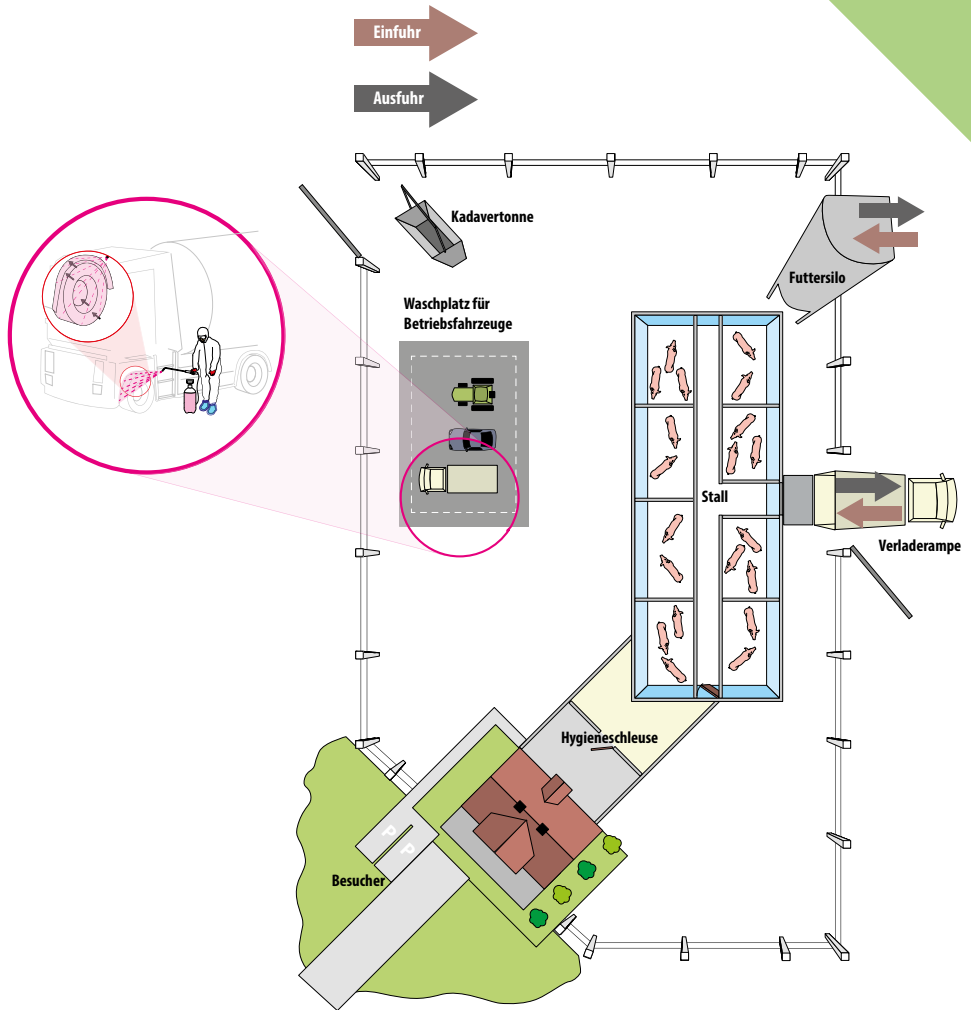 Einfuhr
Ausfuhr
Kadavertonne
Futtersilo
Waschplatz für
Betriebsfahrzeuge
Stall
Verladerampe
Hygieneschleuse
P
P
Besucher